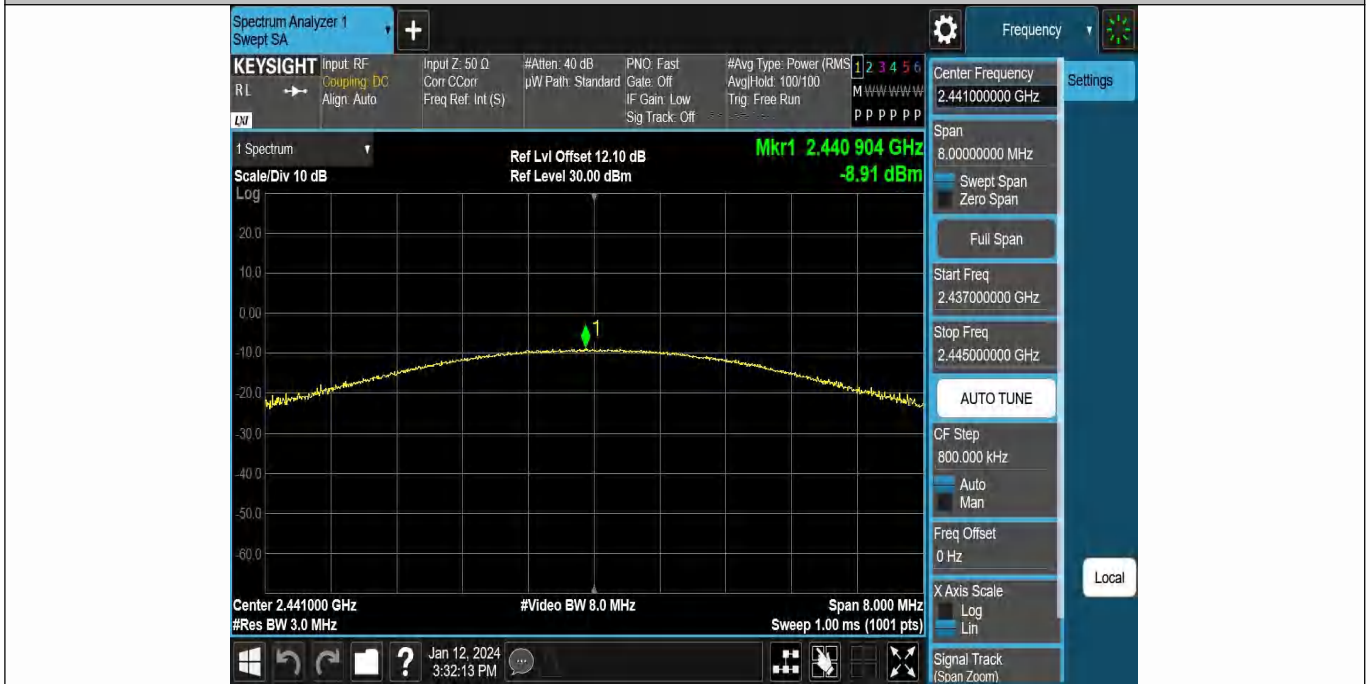 Spectrum Analyzer 1
Swept SA
+
Frequency
KEYSIGHT
RL
LXI
Input: RF
Coupling: DC
Align: Auto
Input Z: 50 Ω
Corr CCorr
Freq Ref: Int (S)
#Atten: 40 dB
µW Path: Standard
PNO: Fast
Gate: Off
IF Gain: Low
Sig Track: Off
#Avg Type: Power (RMS
Avg|Hold: 100/100
Trig: Free Run
1 2 3 4 5 6
M W W W W W
P P P P P P
1 Spectrum
Scale/Div 10 dB
Ref Lvl Offset 12.10 dB
Ref Level 30.00 dBm
Mkr1 2.440 904 GHz
-8.91 dBm
Log
20.0
10.0
0.00
-10.0
-20.0
-30.0
-40.0
-50.0
-60.0
1
Center 2.441000 GHz
#Res BW 3.0 MHz
#Video BW 8.0 MHz
Span 8.000 MHz
Sweep 1.00 ms (1001 pts)
Jan 12, 2024
3:32:13 PM
Center Frequency
2.441000000 GHz
Settings
Span
8.00000000 MHz
Swept Span
Zero Span
Full Span
Start Freq
2.437000000 GHz
Stop Freq
2.445000000 GHz
AUTO TUNE
CF Step
800.000 kHz
Auto
Man
Freq Offset
0 Hz
Local
X Axis Scale
Log
Lin
Signal Track
(Span Zoom)